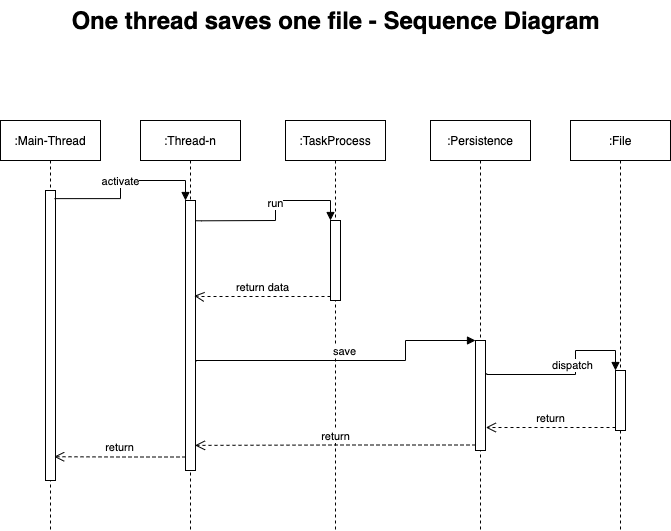 One thread saves one file - Sequence Diagram
:Main-Thread
:Thread-n
:TaskProcess
:Persistence
:File
activate
run
return data
save
dispatch
return
return
return